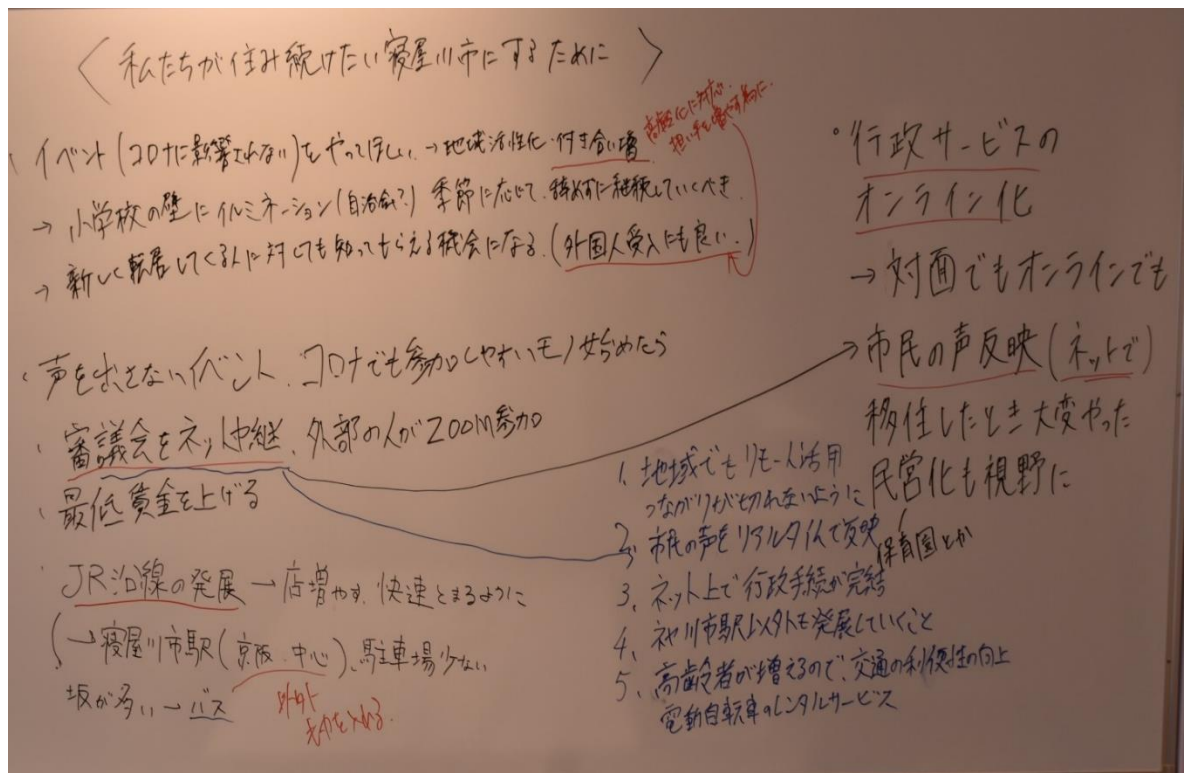 〈私たちが住み続けたい寝屋川市にするために〉
・イベント(コロナに影響されない)をやってほしい。→地域活性化・付き合い増
高齢化に対応
担い手を増やす為に
→小学校の壁にイルミネーション(自治会?)季節に応じて、辞めずに継続していくべき
→新しく転居してくる人に対しても知ってもらえる機会になる。(外国人受入にも良い。)
・声を出さないイベント、コロナでも参加しやすいモノ始めたら
・審議会をネット中継、外部の人がZOOM参加
・最低賃金を上げる
・JR沿線の発展→店増やす、快速とまるように
(→寝屋川市駅(京阪、中心)、駐車場少ない
坂が多い→バス
以外
も力を入れる。
・行政サービスの
オンライン化
→対面でもオンラインでも
→市民の声反映(ネットで)
移住したとき大変やった
民営化も視野に
保育園とか
1. 地域でもリモート活用
つながりが切れないように
2. 市民の声をリアルタイムで反映
3. ネット上で行政手続が完結
4. ネヤ川市駅以外も発展していくこと
5. 高齢者が増えるので、交通の利便性の向上
電動自転車のレンタルサービス